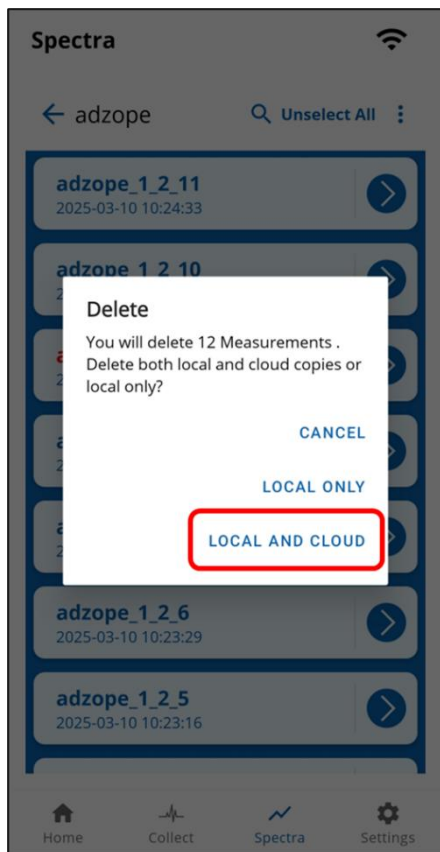 Spectra
adzope
Unselect All
adzope_1_2_11
2025-03-10 10:24:33
adzope_1_2_10
Delete
You will delete 12 Measurements .
Delete both local and cloud copies or
local only?
CANCEL
LOCAL ONLY
LOCAL AND CLOUD
adzope_1_2_6
2025-03-10 10:23:29
adzope_1_2_5
2025-03-10 10:23:16
Home
Collect
Spectra
Settings